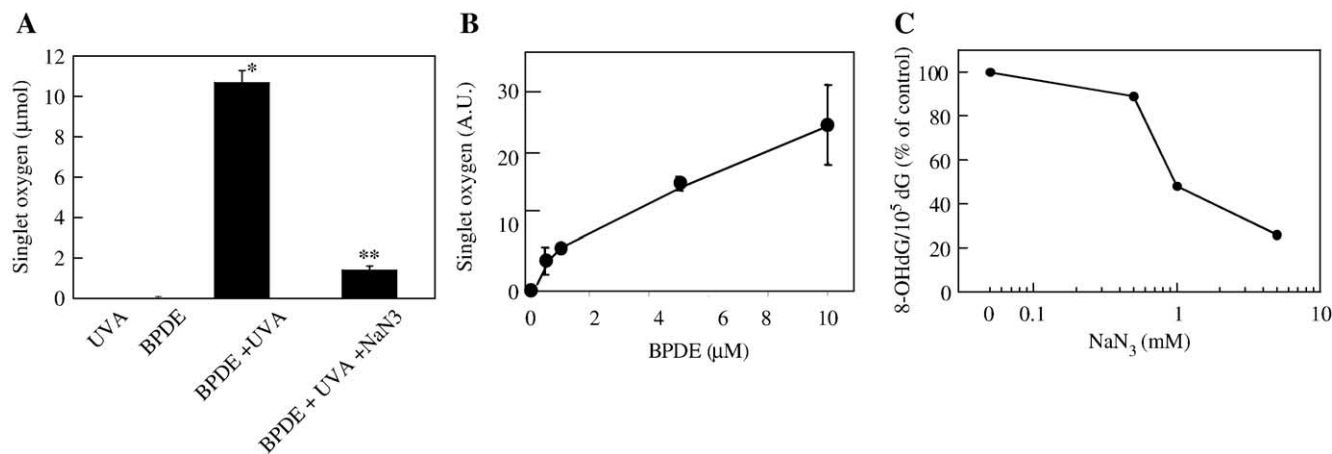 A
Singlet oxygen (μmol)
12
10
8
6
4
2
0
*
**
UVA
BPDE
BPDE +UVA
BPDE + UVA +NaN3
B
Singlet oxygen (A.U.)
30
20
10
0
0 2 4 6 8 10
BPDE (μM)
C
8-OHdG/10⁵ dG (% of control)
100
80
60
40
20
0
0 0.1 1 10
NaN₃ (mM)